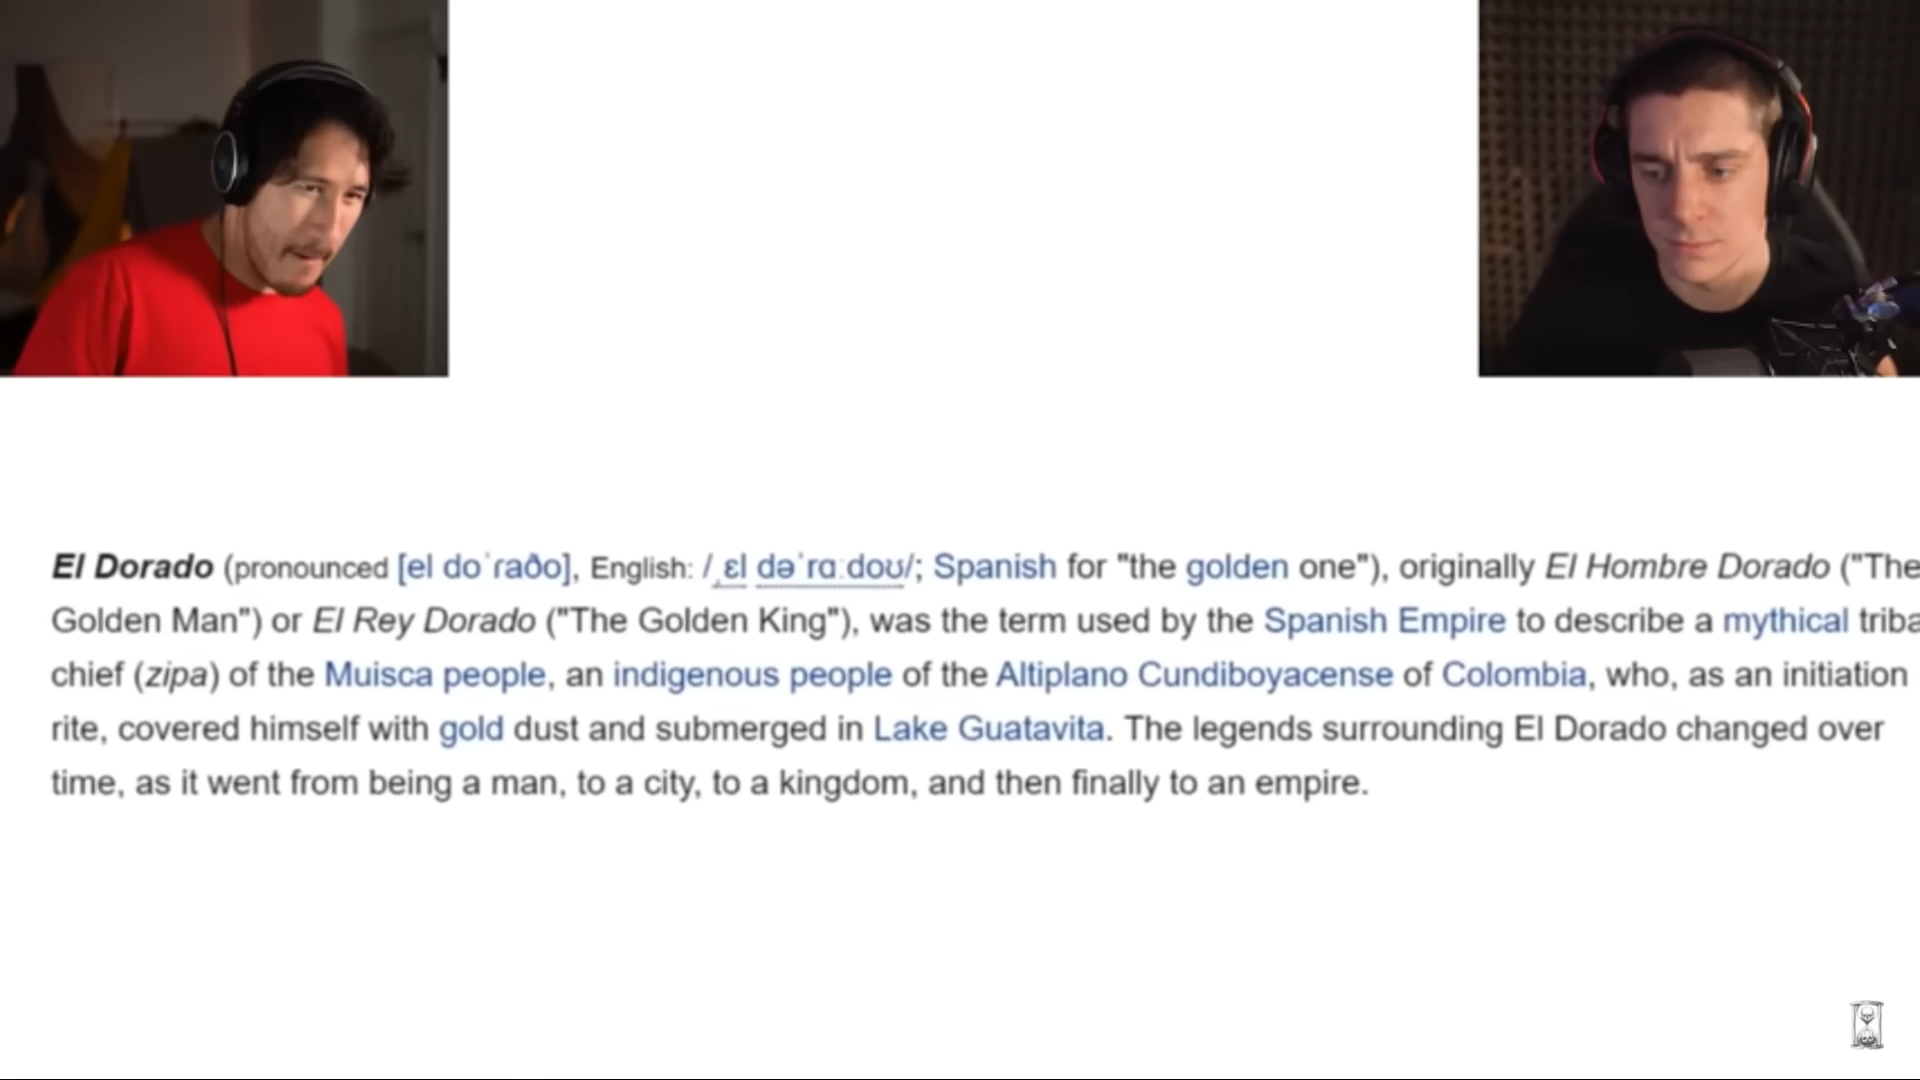 El Dorado (pronounced [el doˈɾaðo], English: /ˌɛl dəˈrɑːdoʊ/; Spanish for "the golden one"), originally El Hombre Dorado ("The
Golden Man") or El Rey Dorado ("The Golden King"), was the term used by the Spanish Empire to describe a mythical triba
chief (zipa) of the Muisca people, an indigenous people of the Altiplano Cundiboyacense of Colombia, who, as an initiation
rite, covered himself with gold dust and submerged in Lake Guatavita. The legends surrounding El Dorado changed over
time, as it went from being a man, to a city, to a kingdom, and then finally to an empire.